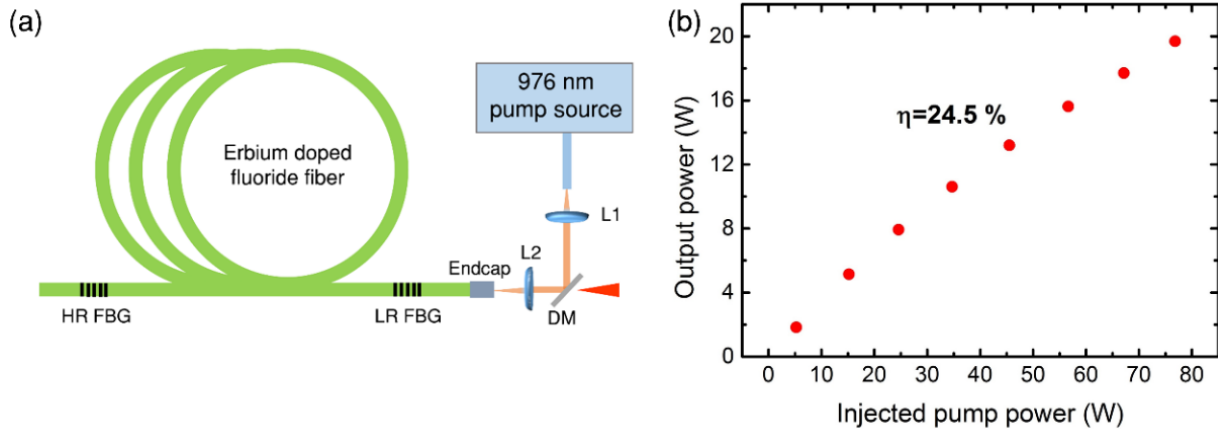 (a)
976 nm
pump source
Erbium doped
fluoride fiber
L1
L2
Endcap
DM
HR FBG
LR FBG
(b)
20
16
12
8
4
0
η=24.5 %
Output power (W)
0 10 20 30 40 50 60 70 80
Injected pump power (W)